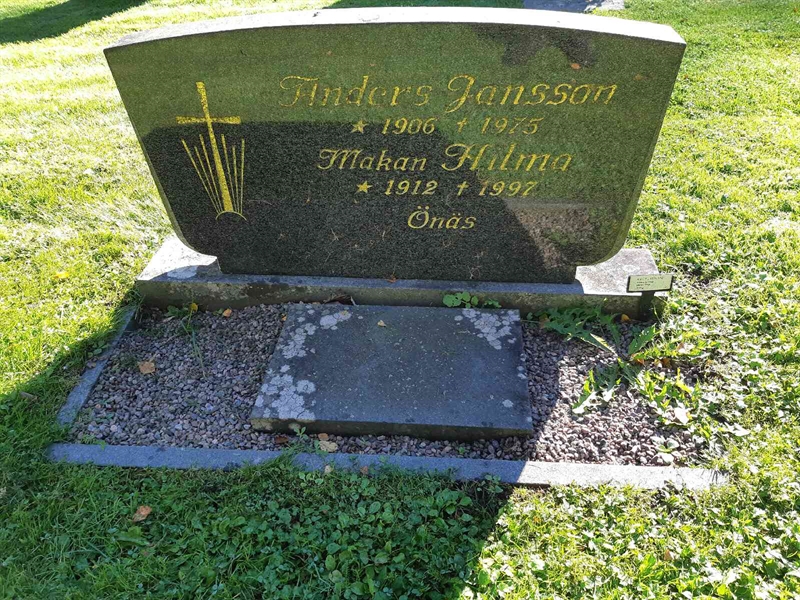 Anders Jansson
★ 1906 † 1975
Makan Hilma
★ 1912 † 1997
Önäs